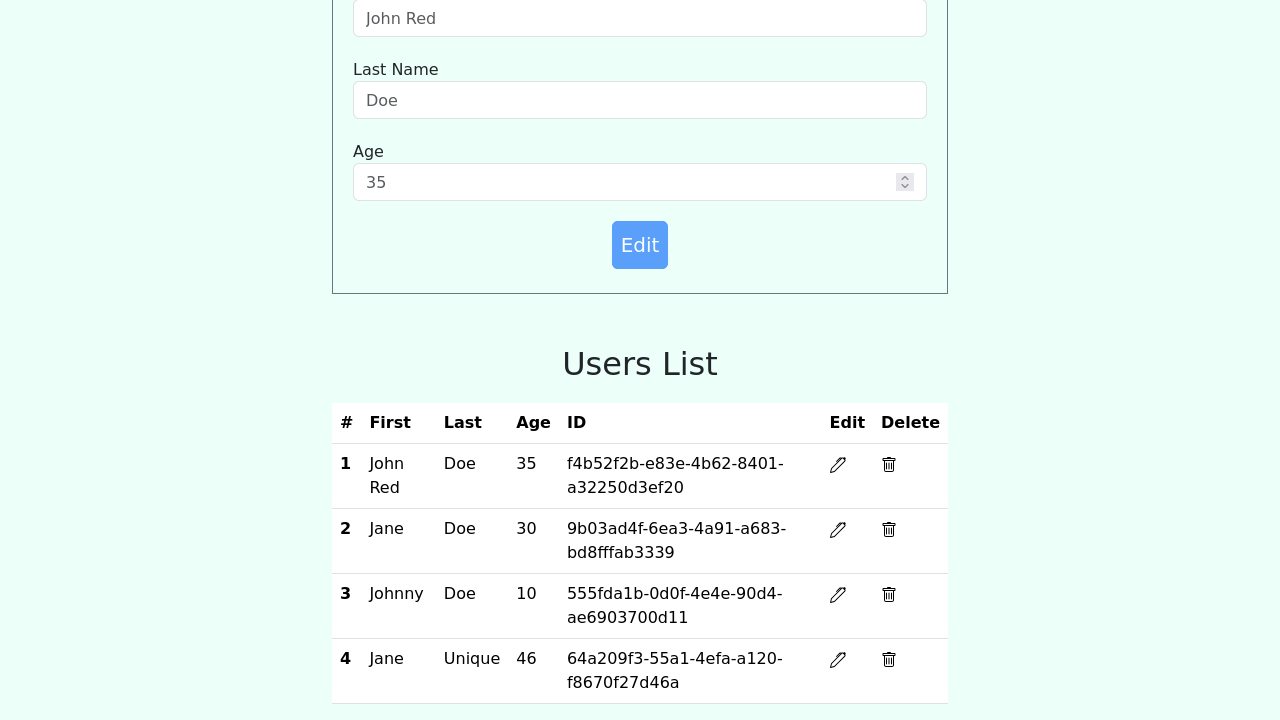 John Red
Last Name
Doe
Age
35
Edit
Users List
# First Last Age ID Edit Delete
1 John Red Doe 35 f4b52f2b-e83e-4b62-8401-a32250d3ef20
2 Jane Doe 30 9b03ad4f-6ea3-4a91-a683-bd8fffab3339
3 Johnny Doe 10 555fda1b-0d0f-4e4e-90d4-ae6903700d11
4 Jane Unique 46 64a209f3-55a1-4efa-a120-f8670f27d46a